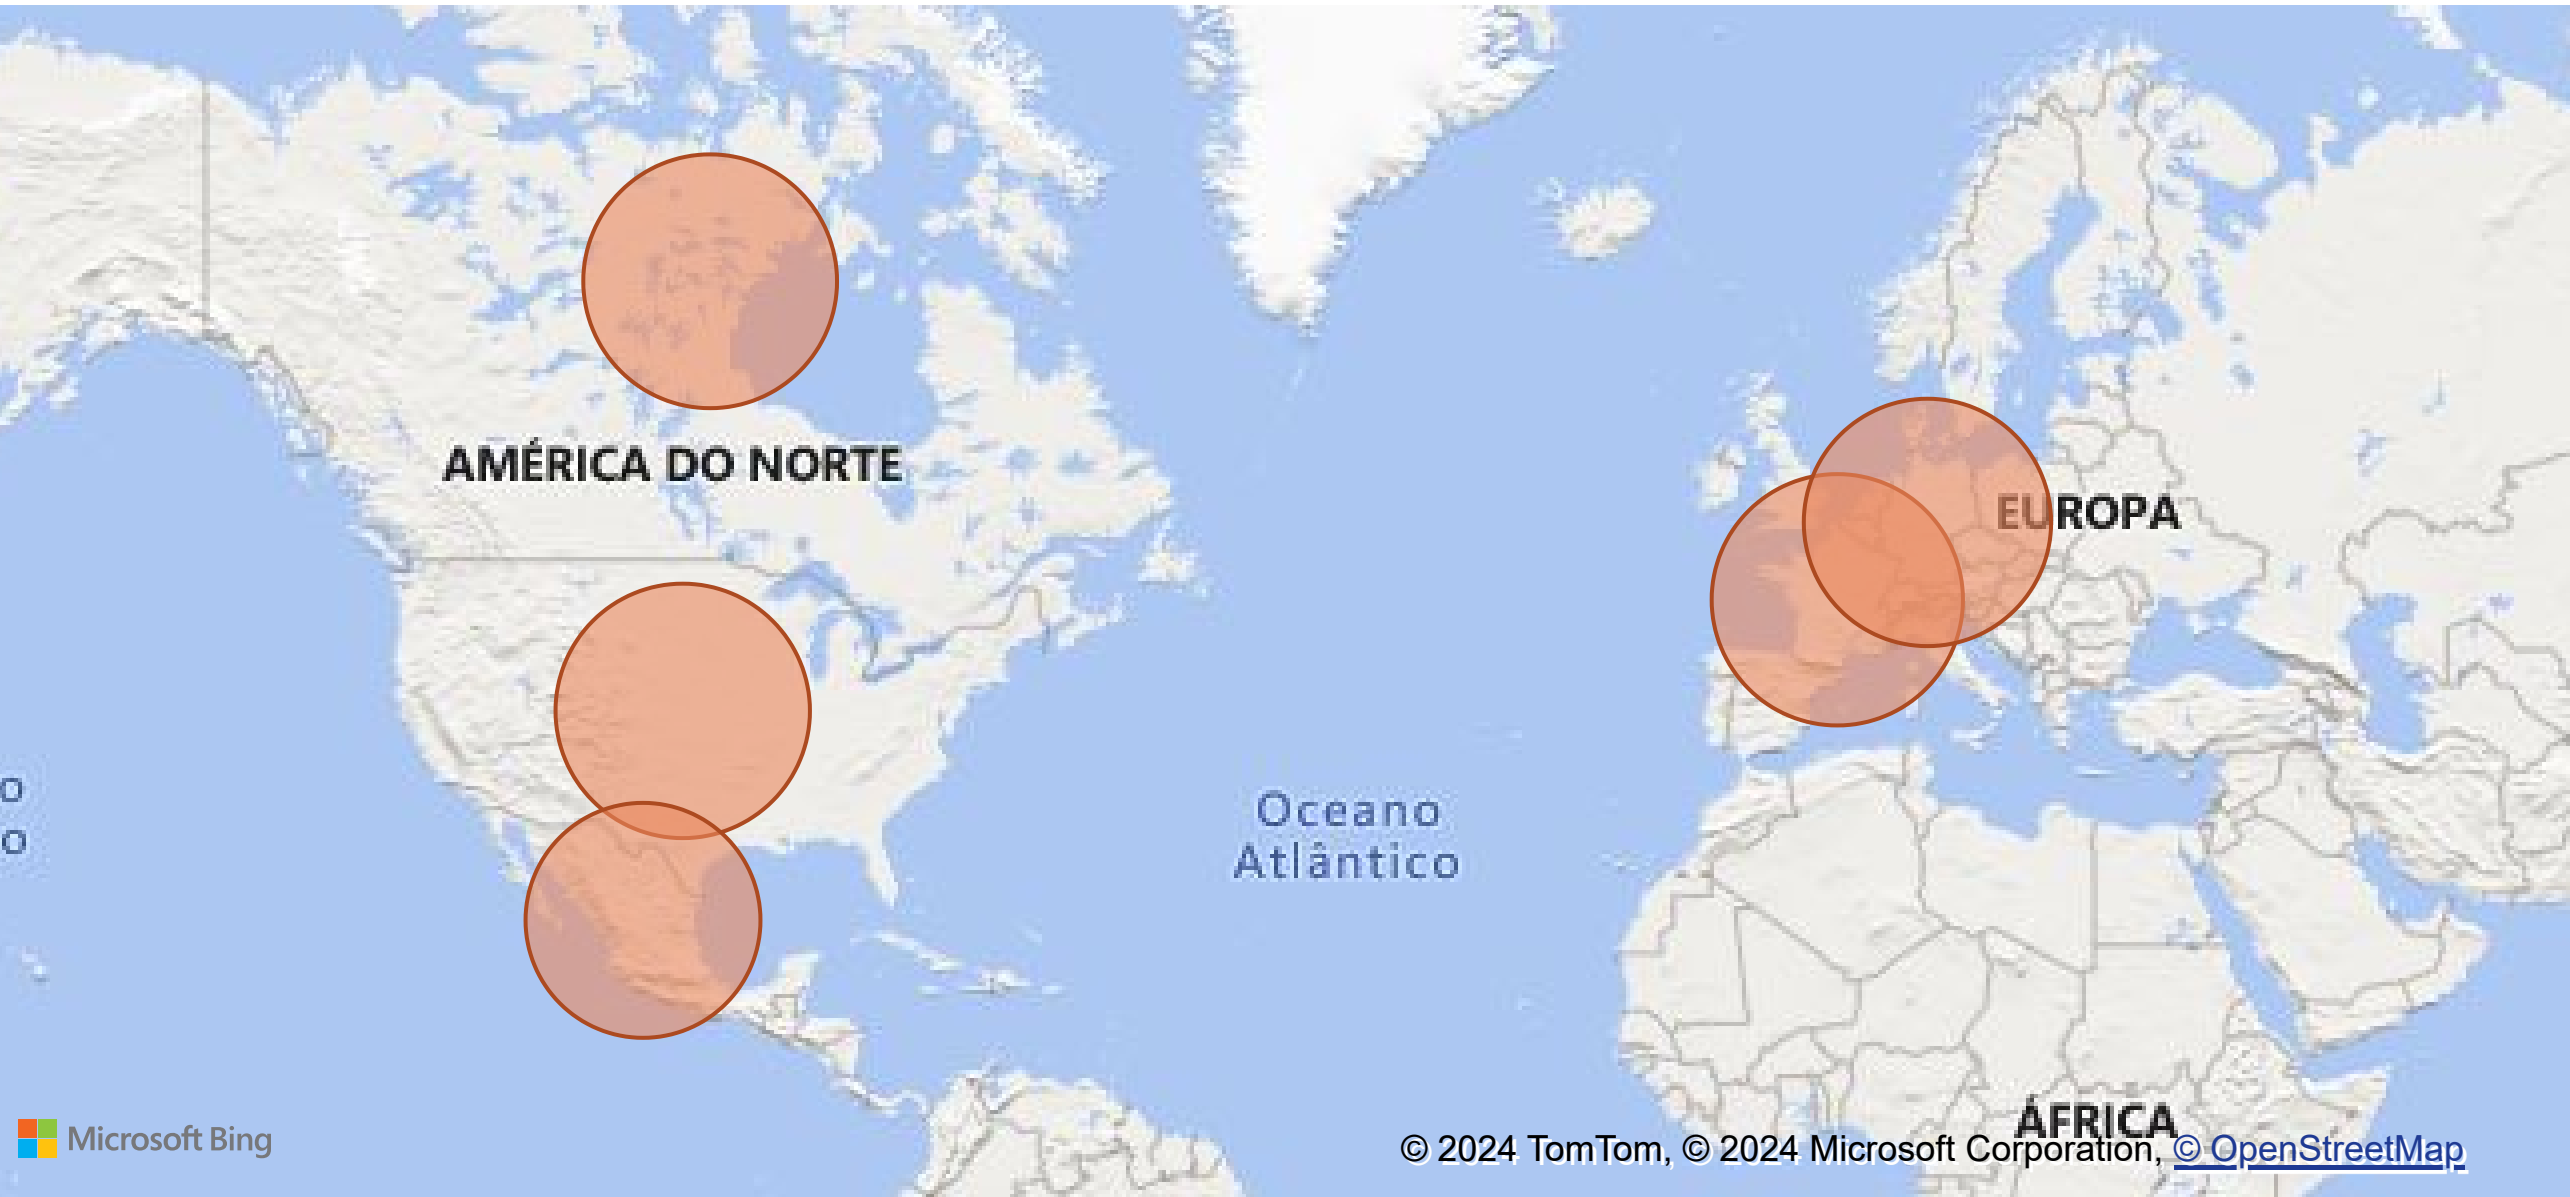 AMÉRICA DO NORTE
EUROPA
o
Oceano
o
Atlântico
ÁFRICA
Microsoft Bing
© 2024 TomTom, © 2024 Microsoft Corporation, © OpenStreetMap